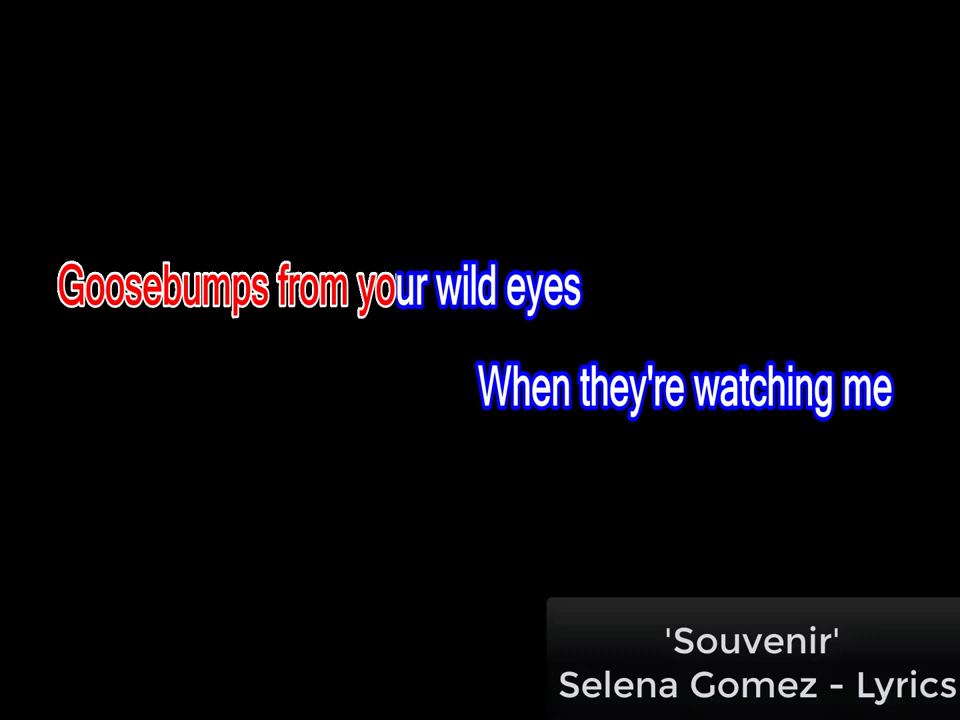 Goosebumps from your wild eyes
When they're watching me
'Souvenir'
Selena Gomez - Lyrics